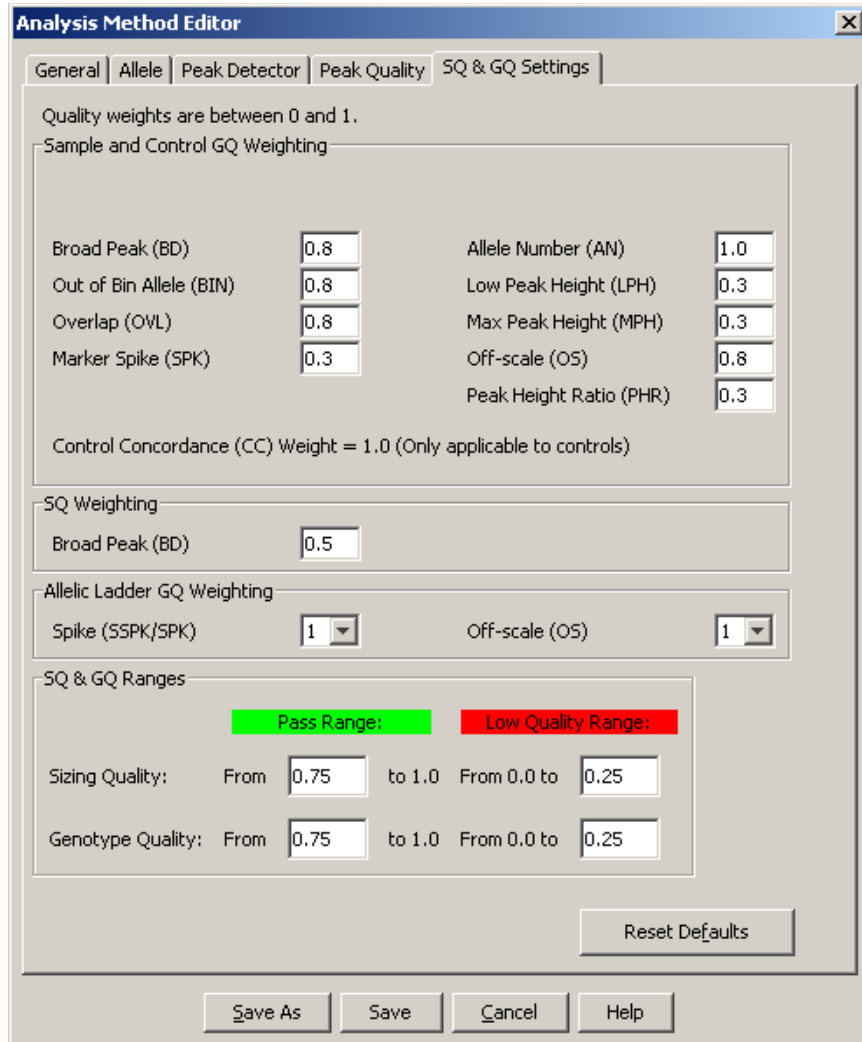 Analysis Method Editor
General Allele Peak Detector Peak Quality SQ & GQ Settings
Quality weights are between 0 and 1.
Sample and Control GQ Weighting
Broad Peak (BD) 0.8 Allele Number (AN) 1.0
Out of Bin Allele (BIN) 0.8 Low Peak Height (LPH) 0.3
Overlap (OVL) 0.8 Max Peak Height (MPH) 0.3
Marker Spike (SPK) 0.3 Off-scale (OS) 0.8
Peak Height Ratio (PHR) 0.3
Control Concordance (CC) Weight = 1.0 (Only applicable to controls)
SQ Weighting
Broad Peak (BD) 0.5
Allelic Ladder GQ Weighting
Spike (SSPK/SPK) 1 Off-scale (OS) 1
SQ & GQ Ranges
Pass Range: Low Quality Range:
Sizing Quality: From 0.75 to 1.0 From 0.0 to 0.25
Genotype Quality: From 0.75 to 1.0 From 0.0 to 0.25
Reset Defaults
Save As Save Cancel Help